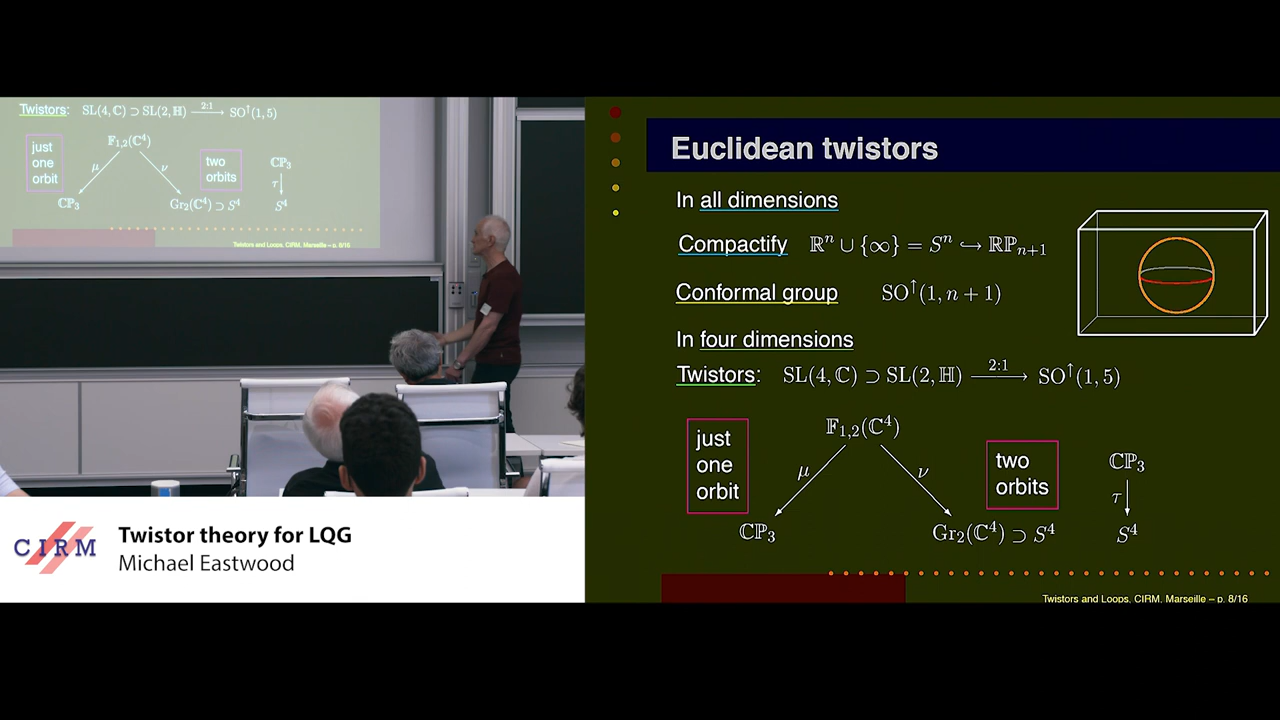 Twistors: SL(4, ℂ) ⊃ SL(2, ℍ) 2:1⟶ SO↑(1, 5)
just one orbit
𝔽₁,₂(ℂ⁴)
μ
ν
two orbits
ℂℙ₃
τ
ℂℙ₃
Gr₂(ℂ⁴) ⊃ S⁴
S⁴
Twistors and Loops, CIRM, Marseille – p. 8/16
CIRM
Twistor theory for LQG
Michael Eastwood
Euclidean twistors
In all dimensions
Compactify ℝⁿ ∪ {∞} = Sⁿ ↪ ℝℙₙ₊₁
Conformal group SO↑(1, n + 1)
In four dimensions
Twistors: SL(4, ℂ) ⊃ SL(2, ℍ) 2:1⟶ SO↑(1, 5)
just
one
orbit
𝔽₁,₂(ℂ⁴)
μ
ν
two
orbits
ℂℙ₃
τ
ℂℙ₃
Gr₂(ℂ⁴) ⊃ S⁴
S⁴
Twistors and Loops, CIRM, Marseille – p. 8/16